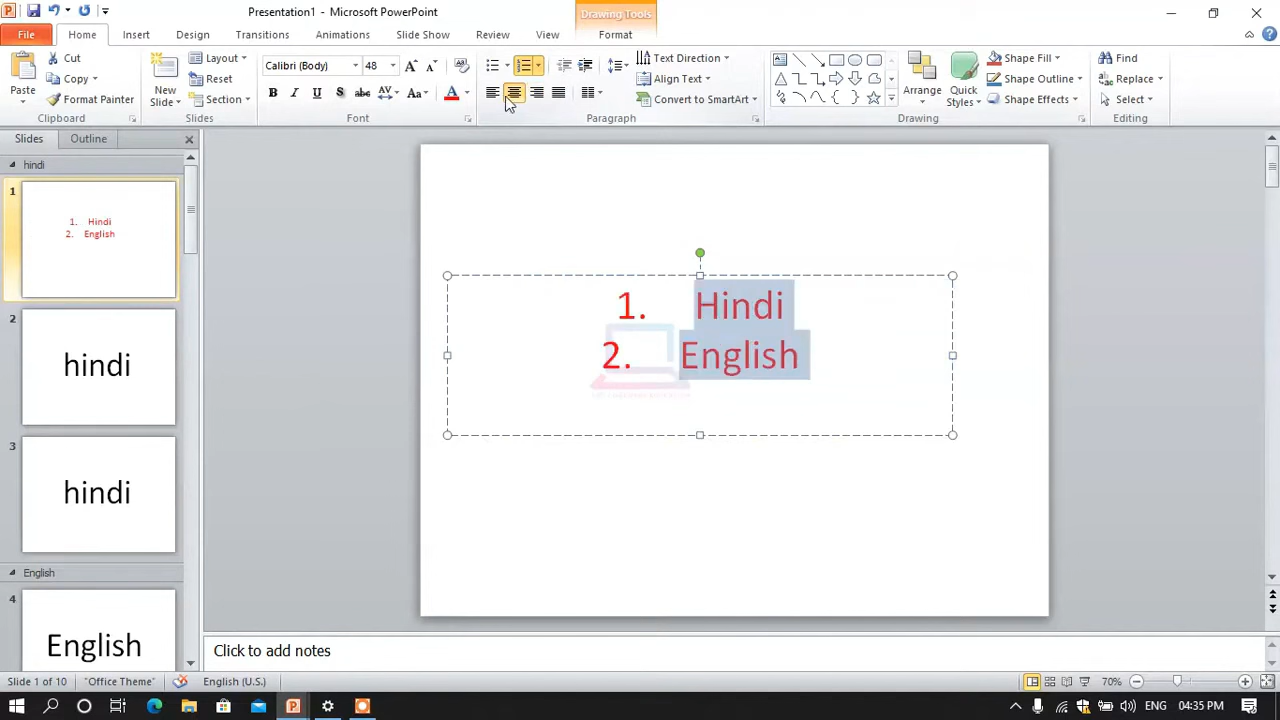 Presentation1 - Microsoft PowerPoint
Drawing Tools
File Home Insert Design Transitions Animations Slide Show Review View Format
Paste
Cut
Copy
Format Painter
Clipboard
New Slide
Layout
Reset
Section
Slides
Calibri (Body) 48
B I U S abc AV Aa A
Font
Text Direction
Align Text
Convert to SmartArt
Paragraph
Arrange
Quick Styles
Shape Fill
Shape Outline
Shape Effects
Drawing
Find
Replace
Select
Editing
Slides Outline
hindi
1
1. Hindi
2. English
2
hindi
3
hindi
English
4
English
1. Hindi
2. English
Click to add notes
Slide 1 of 10 "Office Theme" English (U.S.) 70%
ENG 04:35 PM